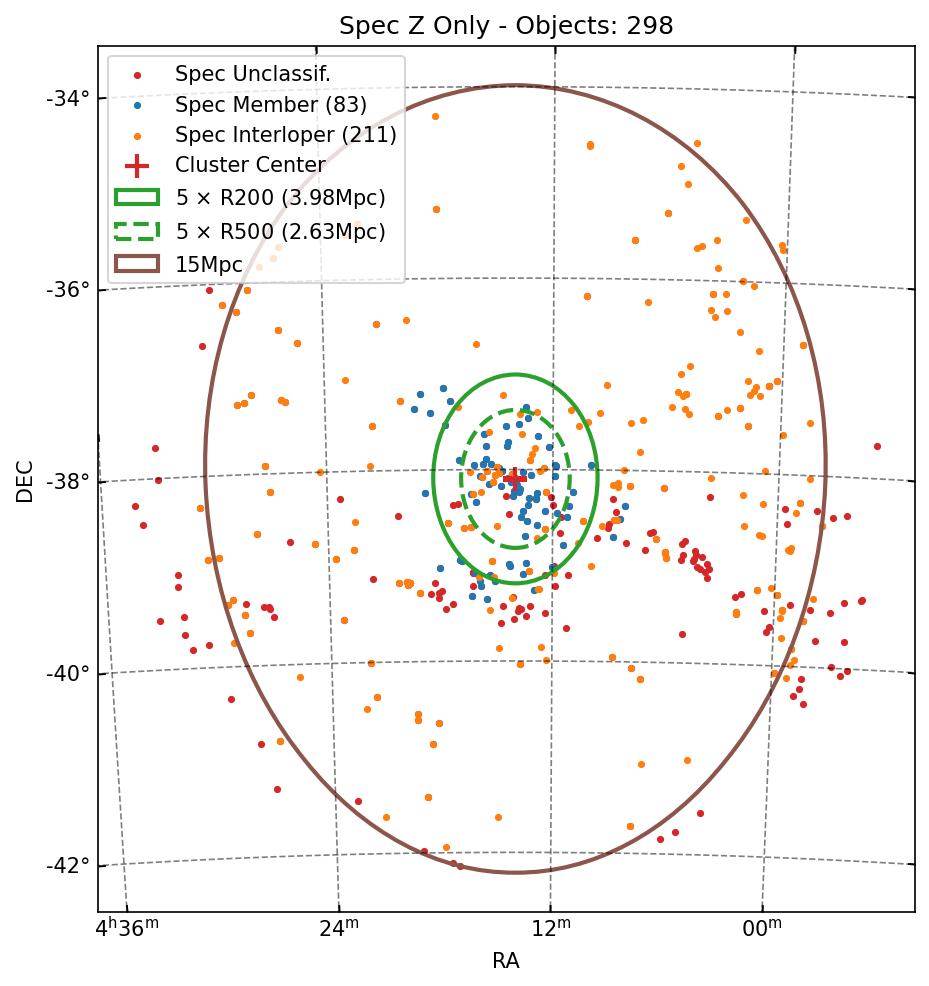 Spec Z Only - Objects: 298
Spec Unclassif.
Spec Member (83)
Spec Interloper (211)
Cluster Center
5 × R200 (3.98Mpc)
5 × R500 (2.63Mpc)
15Mpc
-34°
-36°
-38°
-40°
-42°
DEC
4ʰ36ᵐ
24ᵐ
12ᵐ
00ᵐ
RA